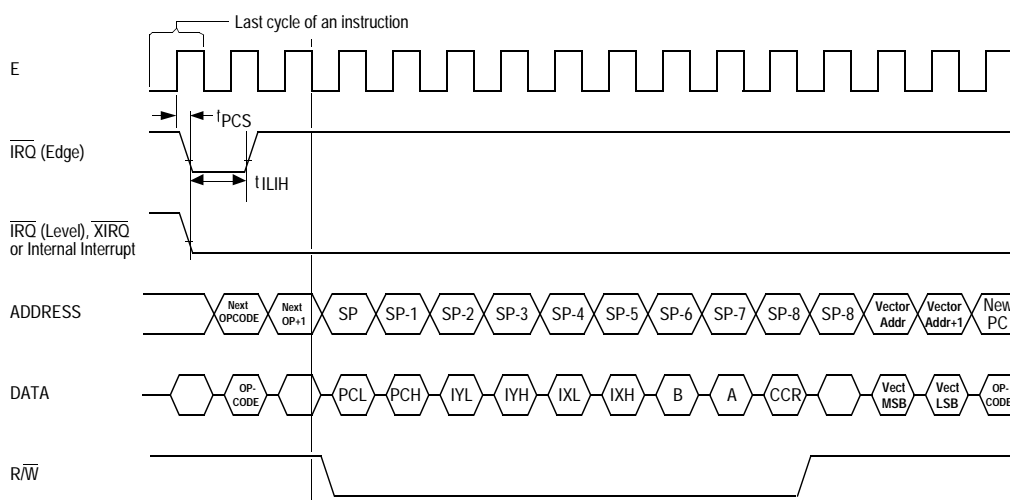 Last cycle of an instruction
E
tPCS
IRQ (Edge)
tILIH
IRQ (Level), XIRQ
or Internal Interrupt
ADDRESS
Next OPCODE
Next OP+1
SP
SP-1
SP-2
SP-3
SP-4
SP-5
SP-6
SP-7
SP-8
SP-8
Vector Addr
Vector Addr+1
New PC
DATA
OP-CODE
PCL
PCH
IYL
IYH
IXL
IXH
B
A
CCR
Vect MSB
Vect LSB
OP-CODE
R/W